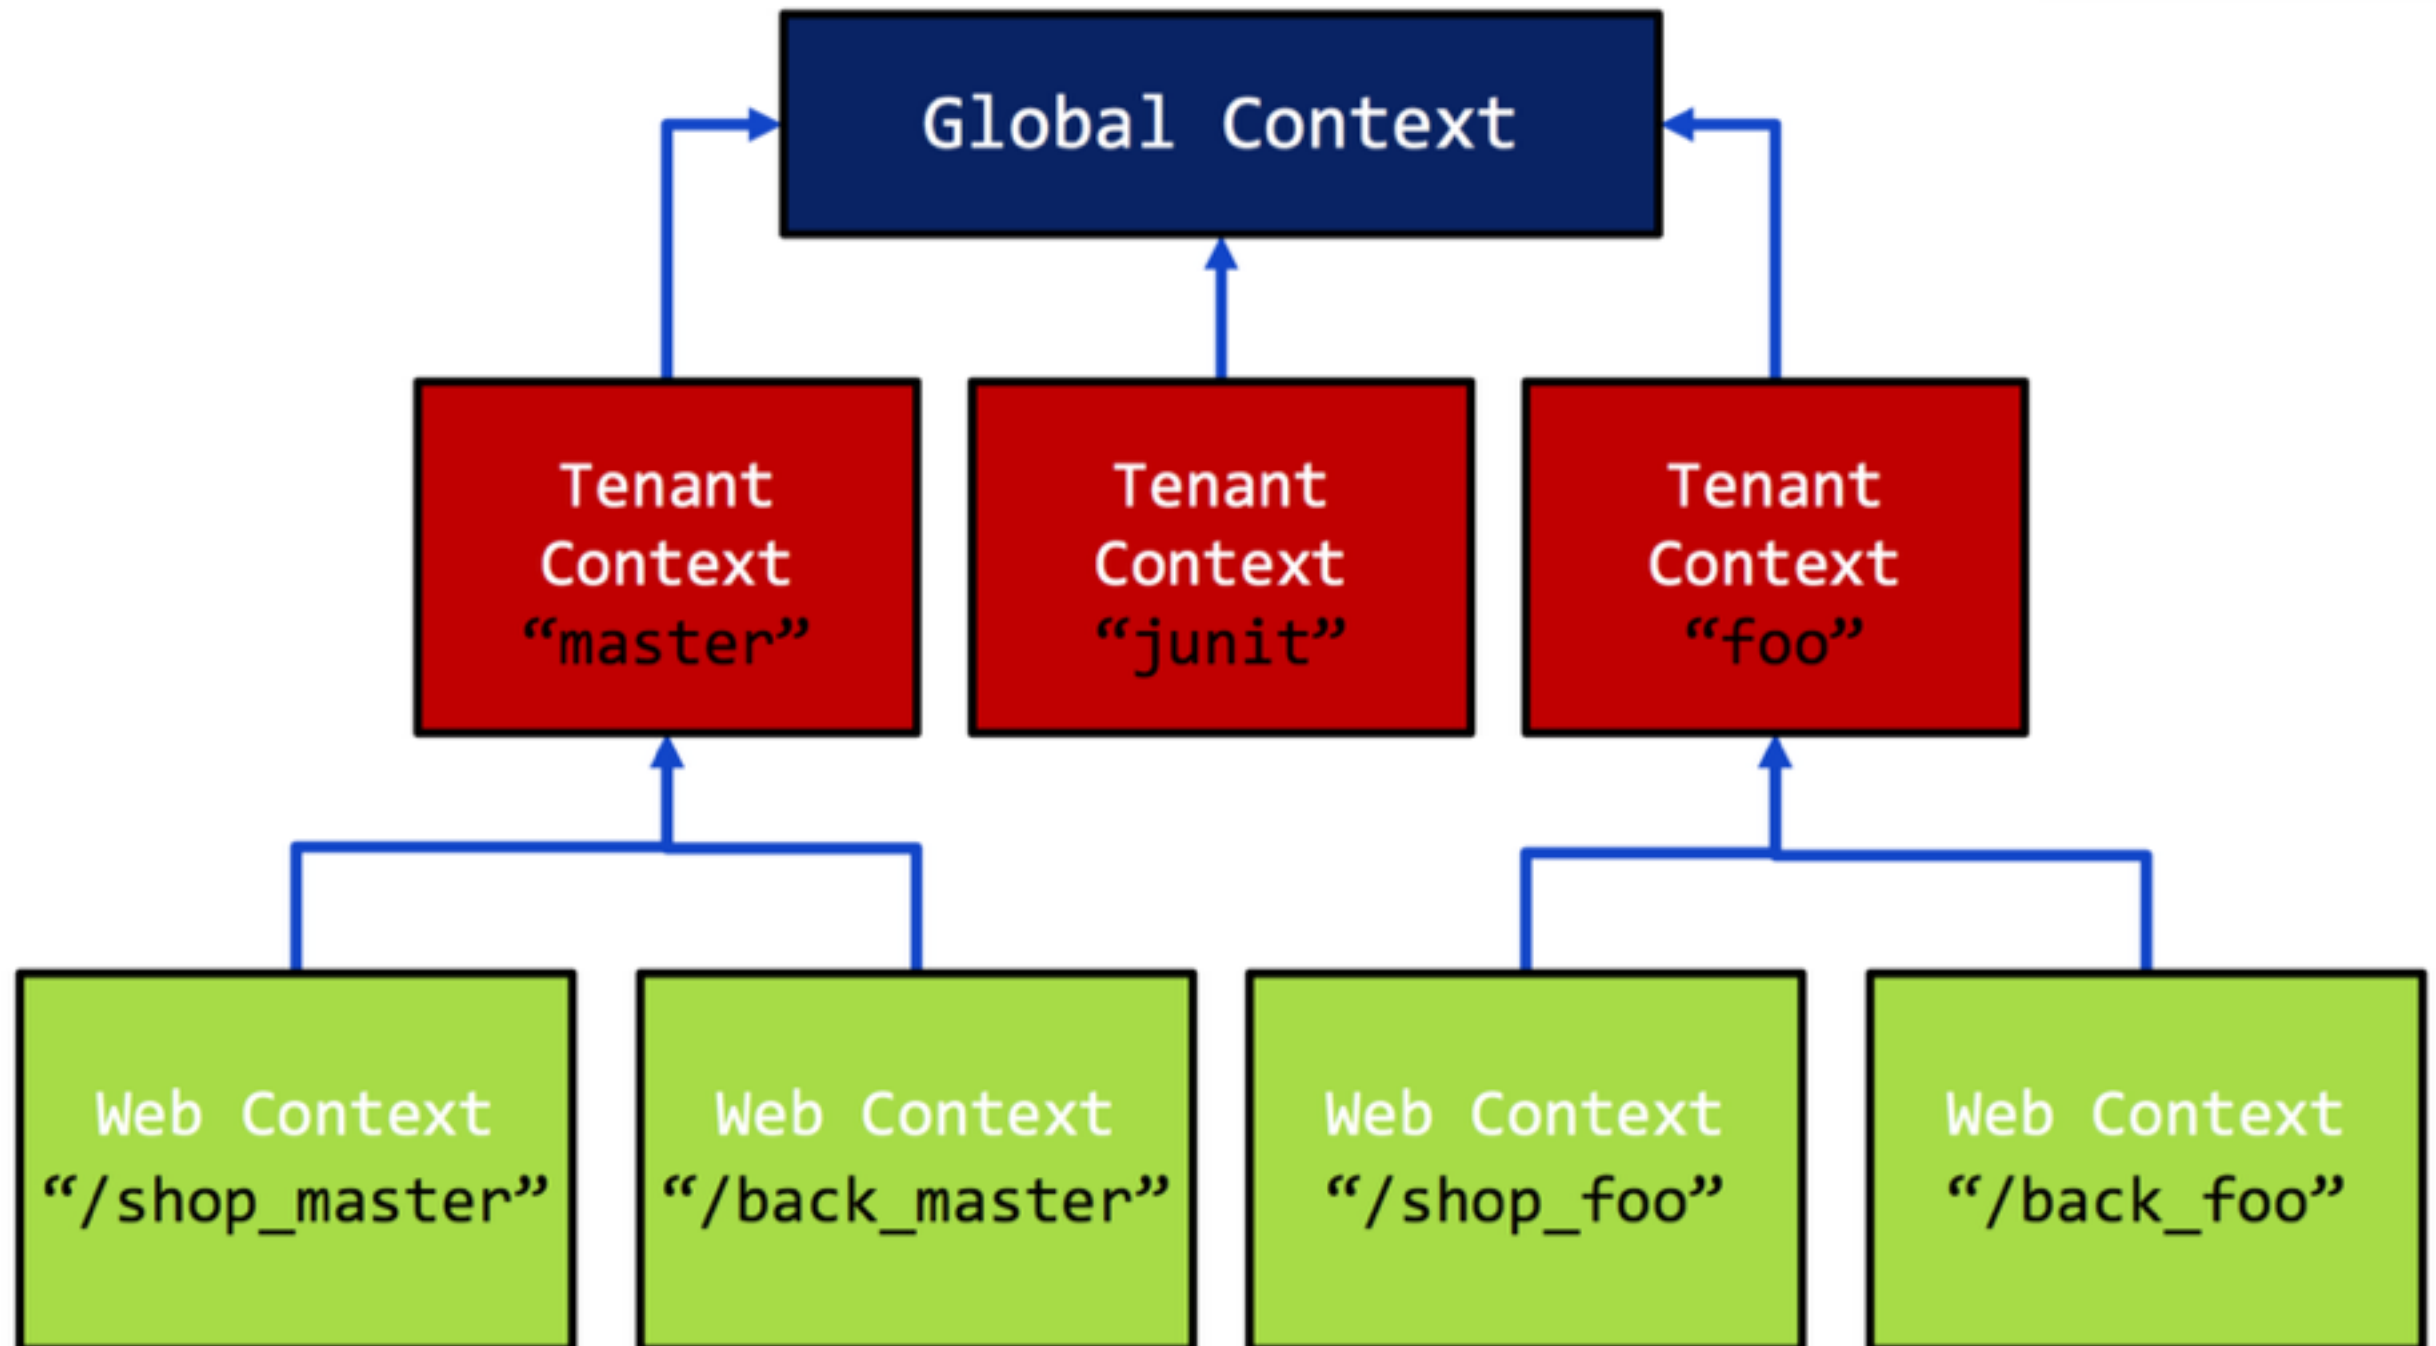 Global Context
Tenant
Context
“master”
Tenant
Context
“junit”
Tenant
Context
“foo”
Web Context
“/shop_master”
Web Context
“/back_master”
Web Context
“/shop_foo”
Web Context
“/back_foo”